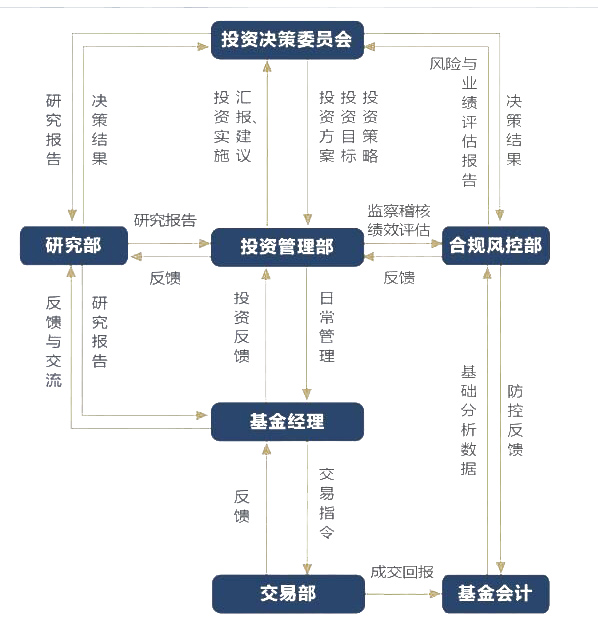 投资决策委员会
研究报告
决策结果
投资实施
汇报、建议
投资方案
投资目标
投资策略
风险与
业绩评估报告
决策结果
研究部
研究报告
反馈
投资管理部
监察稽核
绩效评估
反馈
合规风控部
反馈与交流
研究报告
投资反馈
日常管理
基础分析数据
防控反馈
基金经理
反馈
交易指令
交易部
成交回报
基金会计